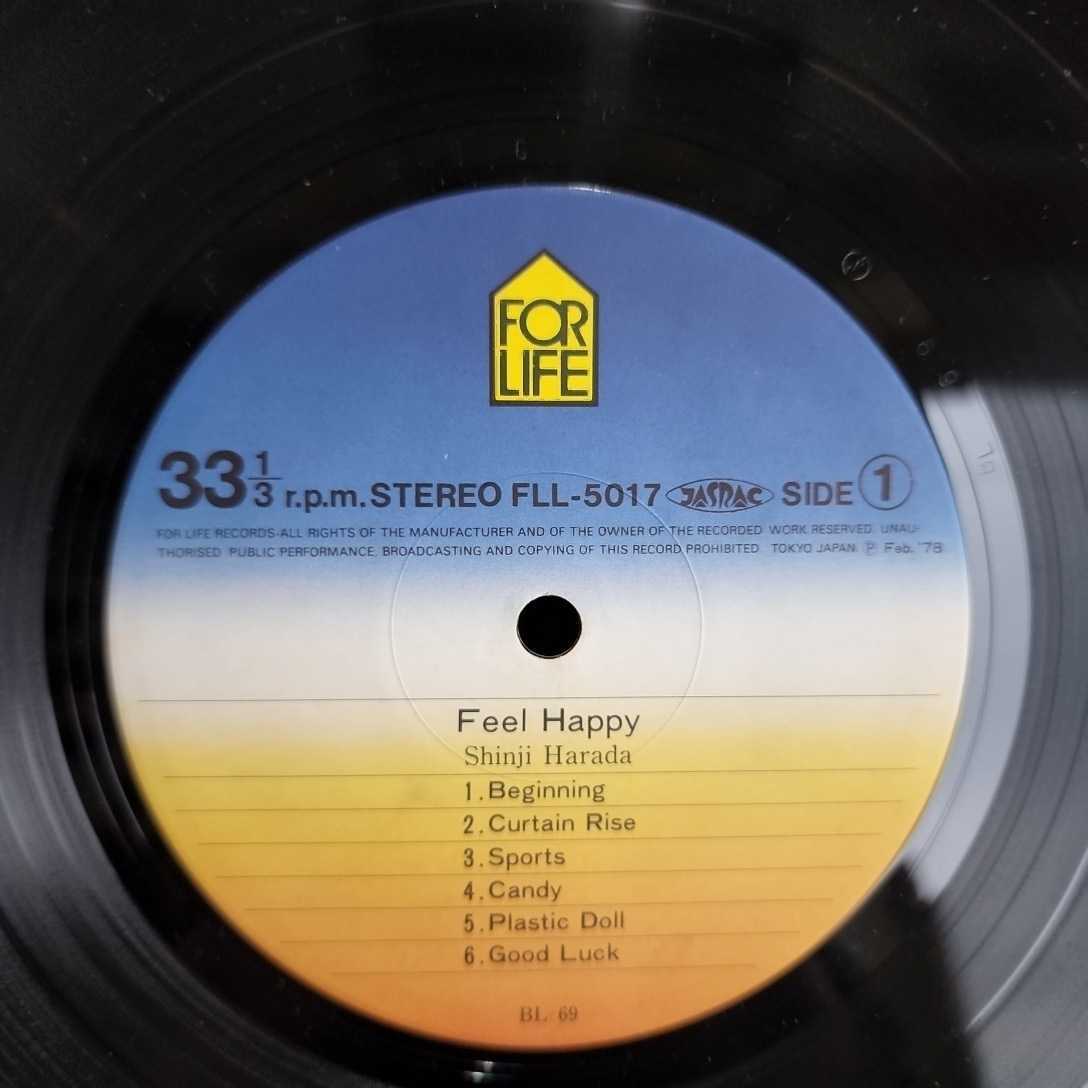 FOR
LIFE
33 1/3 r.p.m. STEREO FLL-5017 JASRAC SIDE 1
FOR LIFE RECORDS-ALL RIGHTS OF THE MANUFACTURER AND OF THE OWNER OF THE RECORDED WORK RESERVED. UNAU-
THORISED PUBLIC PERFORMANCE, BROADCASTING AND COPYING OF THIS RECORD PROHIBITED TOKYO JAPAN. Ⓟ Feb. '78
Feel Happy
Shinji Harada
1.Beginning
2.Curtain Rise
3.Sports
4.Candy
5.Plastic Doll
6.Good Luck
BL 69